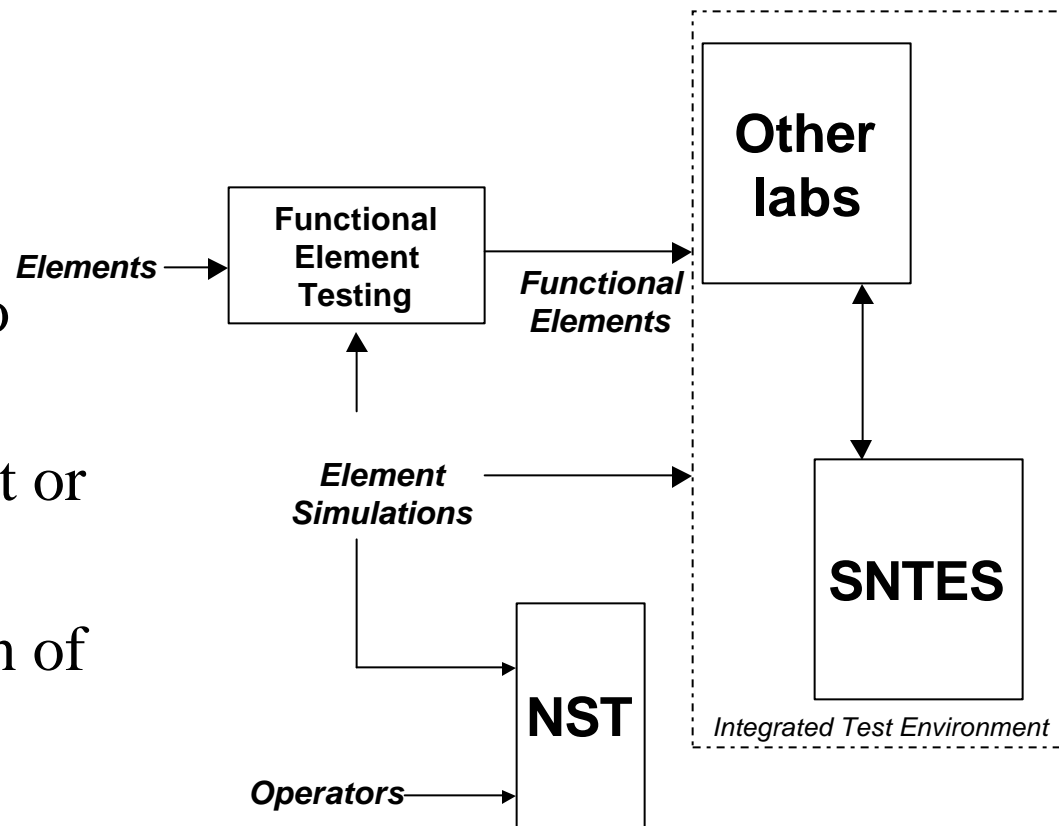 Other
labs
Functional
Element
Testing
Elements
Functional
Elements
t or
Element
Simulations
SNTES
n of
NST
Integrated Test Environment
Operators